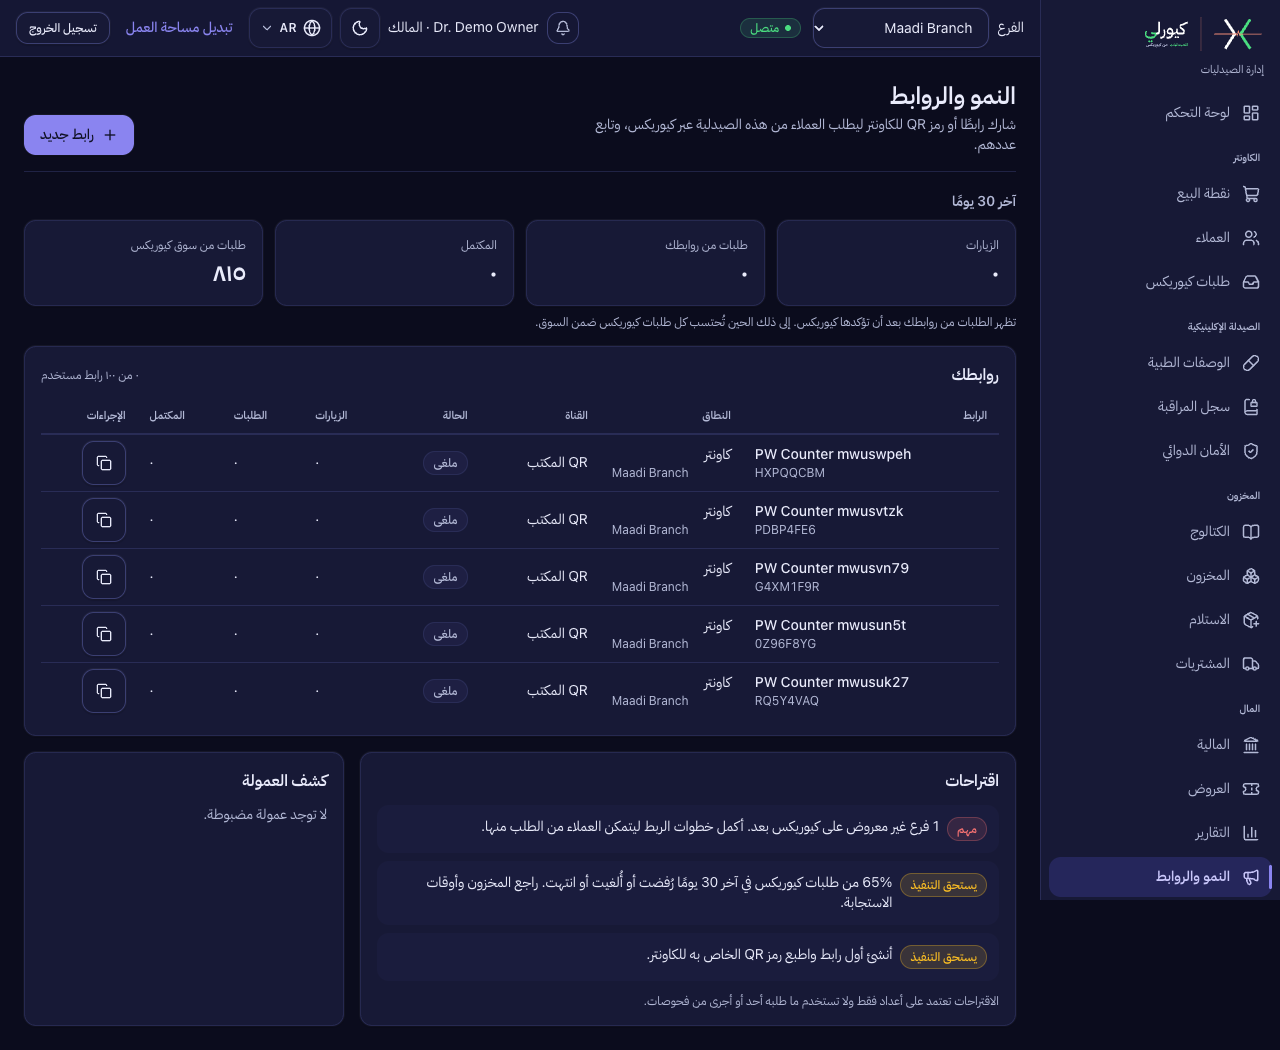 كيورلي
إدارة الصيدليات
لوحة التحكم
الكاونتر
نقطة البيع
العملاء
طلبات كيوريكس
الصيدلة الإكلينيكية
الوصفات الطبية
سجل المراقبة
الأمان الدوائي
المخزون
الكتالوج
المخزون
الاستلام
المشتريات
المال
المالية
العروض
التقارير
النمو والروابط
الفرع
Maadi Branch
متصل
Dr. Demo Owner · المالك
AR
تبديل مساحة العمل
تسجيل الخروج
النمو والروابط
شارك رابطًا أو رمز QR للكاونتر ليطلب العملاء من هذه الصيدلية عبر كيوريكس، وتابع
عددهم.
رابط جديد
آخر 30 يومًا
الزيارات
٠
طلبات من روابطك
٠
المكتمل
٠
طلبات من سوق كيوريكس
٨١٥
تظهر الطلبات من روابطك بعد أن تؤكدها كيوريكس. إلى ذلك الحين تُحتسب كل طلبات كيوريكس ضمن السوق.
روابطك
٠ من ١٠٠ رابط مستخدم
الرابط النطاق القناة الحالة الزيارات الطلبات المكتمل الإجراءات
PW Counter mwuswpeh كاونتر QR المكتب ملغى ٠ ٠ ٠
HXPQQCBM Maadi Branch
PW Counter mwusvtzk كاونتر QR المكتب ملغى ٠ ٠ ٠
PDBP4FE6 Maadi Branch
PW Counter mwusvn79 كاونتر QR المكتب ملغى ٠ ٠ ٠
G4XM1F9R Maadi Branch
PW Counter mwusun5t كاونتر QR المكتب ملغى ٠ ٠ ٠
0Z96F8YG Maadi Branch
PW Counter mwusuk27 كاونتر QR المكتب ملغى ٠ ٠ ٠
RQ5Y4VAQ Maadi Branch
اقتراحات
مهم 1 فرع غير معروض على كيوريكس بعد. أكمل خطوات الربط ليتمكن العملاء من الطلب منها.
يستحق التنفيذ 65% من طلبات كيوريكس في آخر 30 يومًا رُفضت أو أُلغيت أو انتهت. راجع المخزون وأوقات
الاستجابة.
يستحق التنفيذ أنشئ أول رابط واطبع رمز QR الخاص به للكاونتر.
الاقتراحات تعتمد على أعداد فقط ولا تستخدم ما طلبه أحد أو أجرى من فحوصات.
كشف العمولة
لا توجد عمولة مضبوطة.